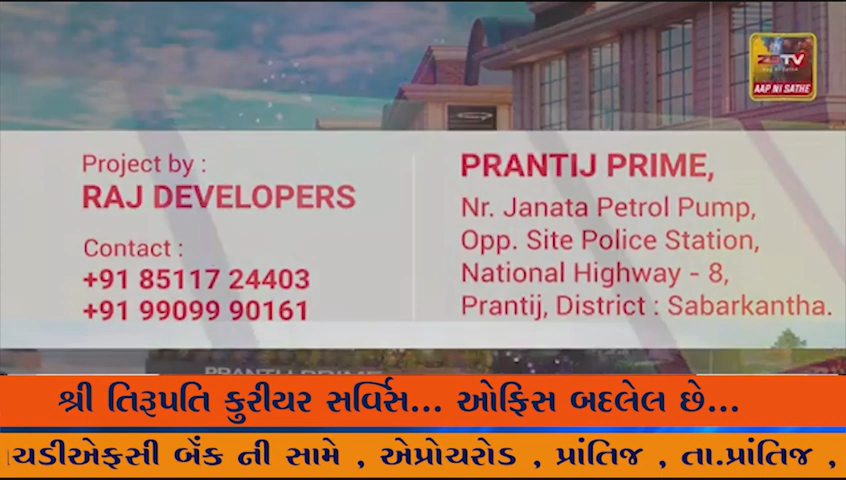 TV
AAP NI SATHE
Project by :
RAJ DEVELOPERS
Contact :
+91 85117 24403
+91 99099 90161
PRANTIJ PRIME,
Nr. Janata Petrol Pump,
Opp. Site Police Station,
National Highway - 8,
Prantij, District : Sabarkantha.
PRANTIJ PRIME
શ્રી તિરૂપતિ કુરીયર સર્વિસ... ઓફિસ બદલેલ છે...
ચડીએફસી બેંક ની સામે , એપ્રોચરોડ , પ્રાંતિજ , તા.પ્રાંતિજ ,